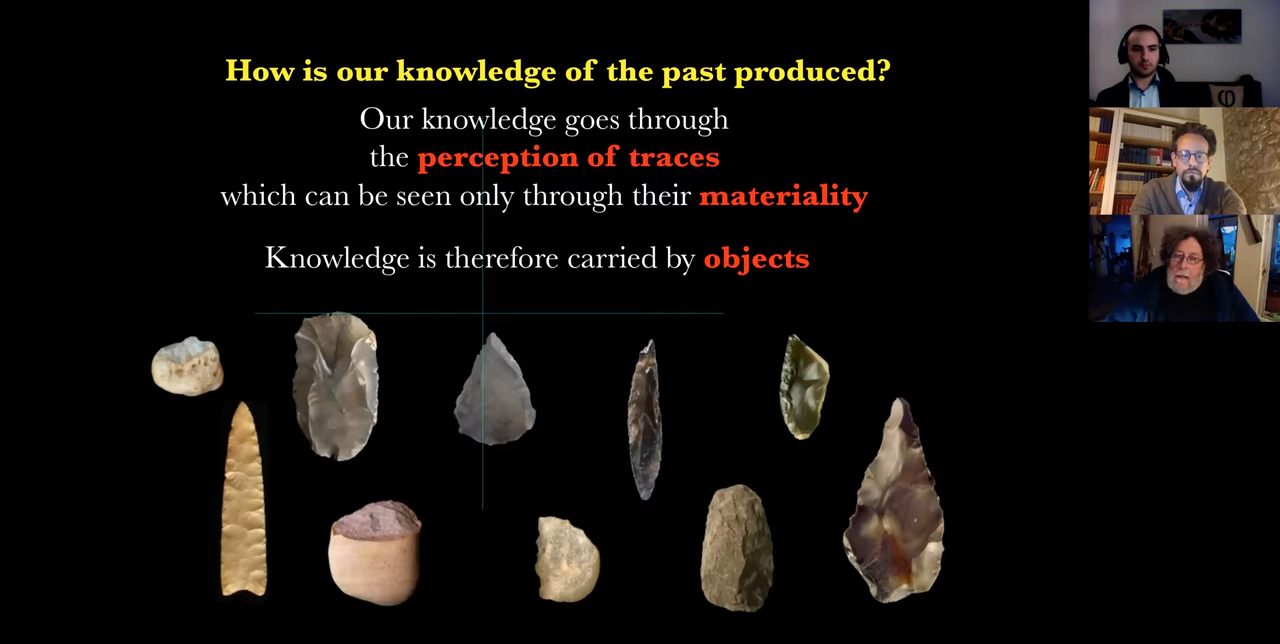 How is our knowledge of the past produced?
Our knowledge goes through
the perception of traces
which can be seen only through their materiality
Knowledge is therefore carried by objects
φ